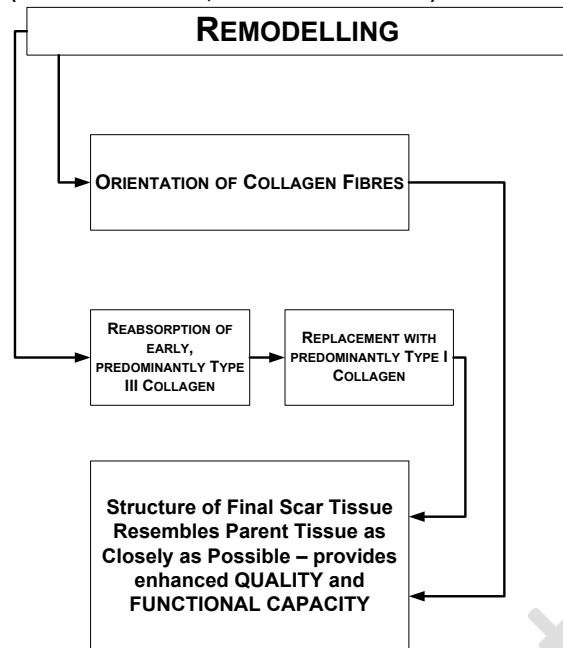 REMODELLING
ORIENTATION OF COLLAGEN FIBRES
REABSORPTION OF
EARLY,
PREDOMINANTLY TYPE
III COLLAGEN
REPLACEMENT WITH
PREDOMINANTLY TYPE I
COLLAGEN
Structure of Final Scar Tissue
Resembles Parent Tissue as
Closely as Possible – provides
enhanced QUALITY and
FUNCTIONAL CAPACITY